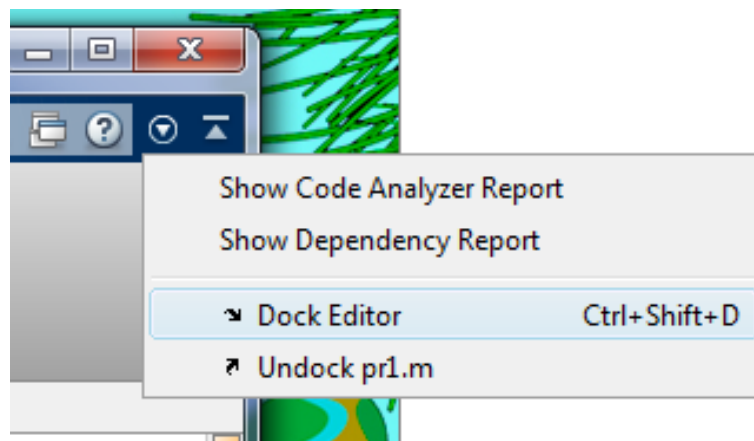 Show Code Analyzer Report
Show Dependency Report
Dock Editor Ctrl+Shift+D
Undock pr1.m